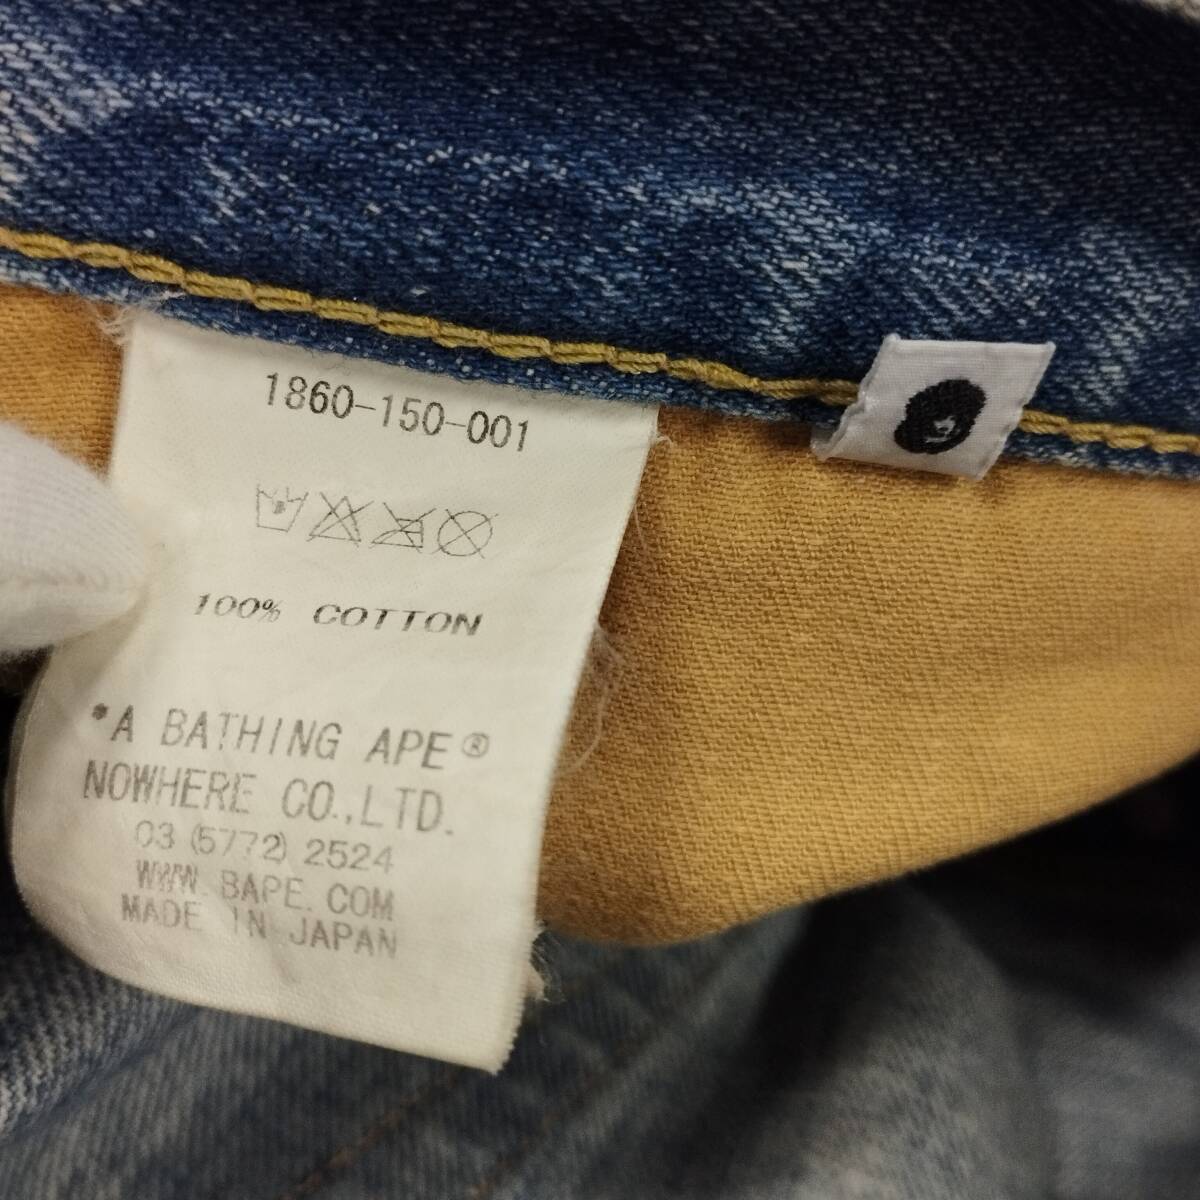 1860-150-001
100% COTTON
*A BATHING APE®
NOWHERE CO.,LTD.
03 (5772) 2524
WWW.BAPE.COM
MADE IN JAPAN